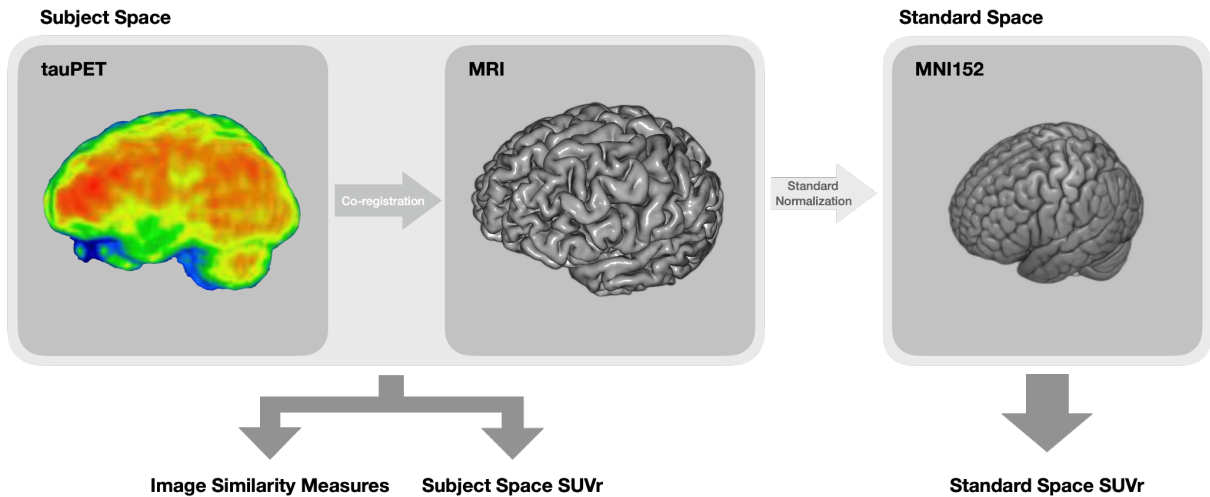 Subject Space
Standard Space
tauPET
MRI
MNI152
Co-registration
Standard
Normalization
Image Similarity Measures
Subject Space SUVr
Standard Space SUVr